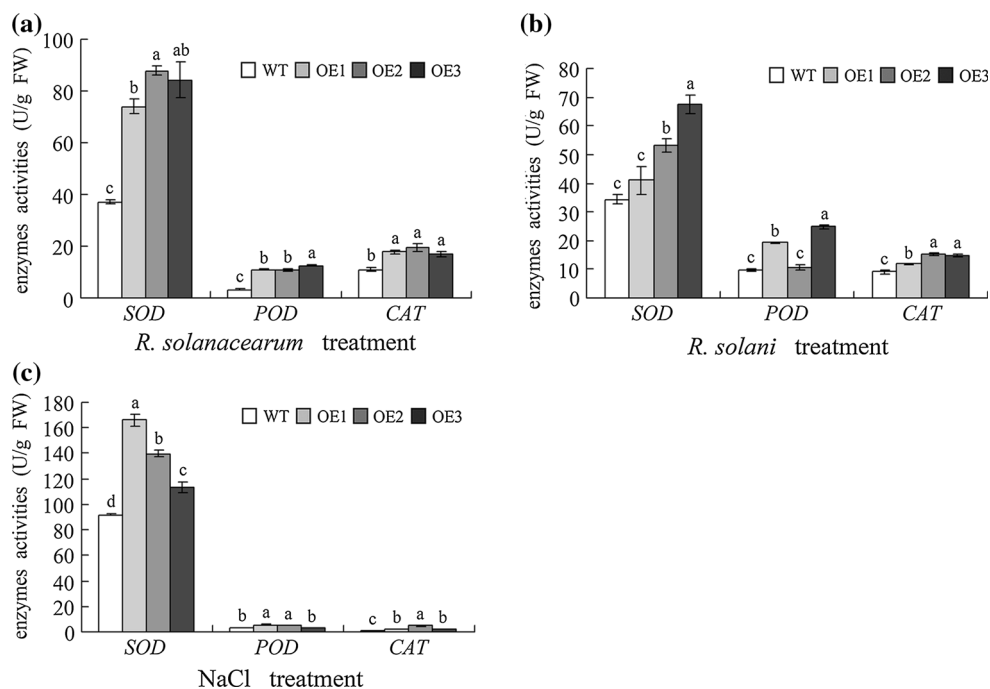 (a)
enzymes activities (U/g FW)
100
80
60
40
20
0
WT OE1 OE2 OE3
c b a ab
c b b a
b a a a
SOD POD CAT
R. solanacearum treatment
(b)
enzymes activities (U/g FW)
80
70
60
50
40
30
20
10
0
WT OE1 OE2 OE3
c c b a
c b c a
c b a a
SOD POD CAT
R. solani treatment
(c)
enzymes activities (U/g FW)
180
160
140
120
100
80
60
40
20
0
WT OE1 OE2 OE3
d a b c
b a a b
c b a b
SOD POD CAT
NaCl treatment